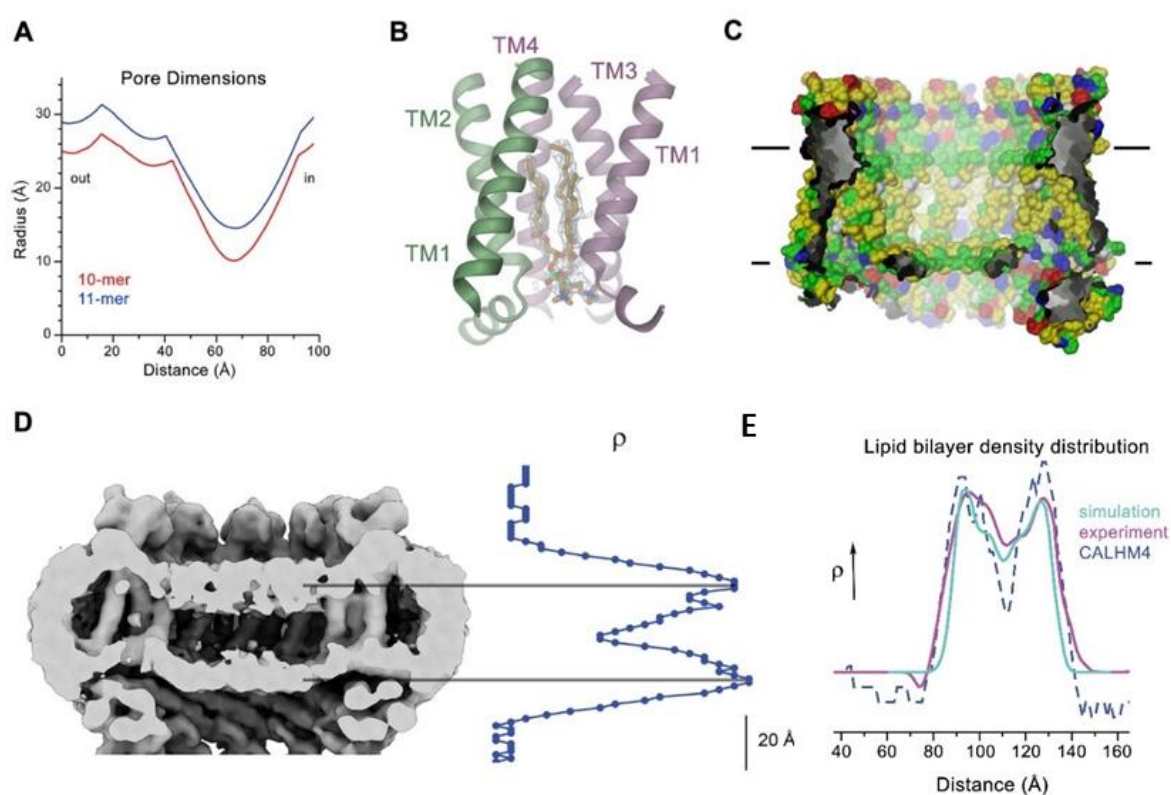 A
Pore Dimensions
30
20
10
0
Radius (Å)
out
in
10-mer
11-mer
0 20 40 60 80 100
Distance (Å)
B
TM4
TM3
TM2
TM1
TM1
C
D
ρ
20 Å
E
Lipid bilayer density distribution
simulation
experiment
CALHM4
ρ
40 60 80 100 120 140 160
Distance (Å)